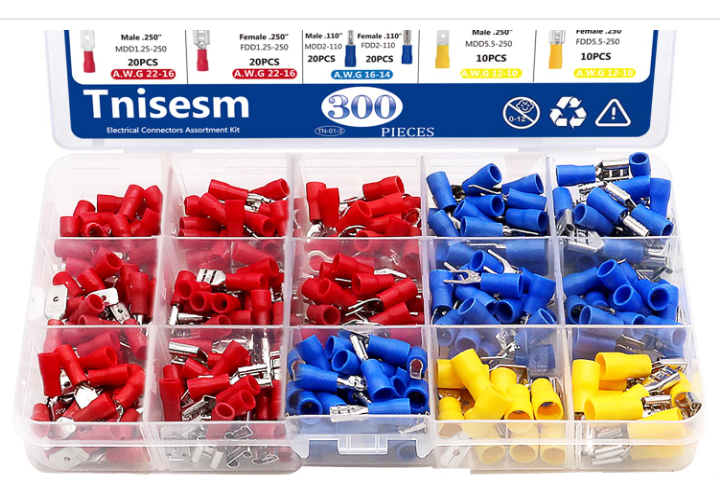 Male .250"
MDD1.25-250
20PCS
A.W.G 22-16
Female .250"
FDD1.25-250
20PCS
A.W.G 22-16
Male .110" Female .110"
MDD2-110 FDD2-110
20PCS 20PCS
A.W.G 16-14
Male .250"
MDD5.5-250
10PCS
A.W.G 12-10
Female .250"
FDD5.5-250
10PCS
A.W.G 12-10
Tnisesm
Electrical Connectors Assortment Kit
300
TN-01-3
PIECES
0-12